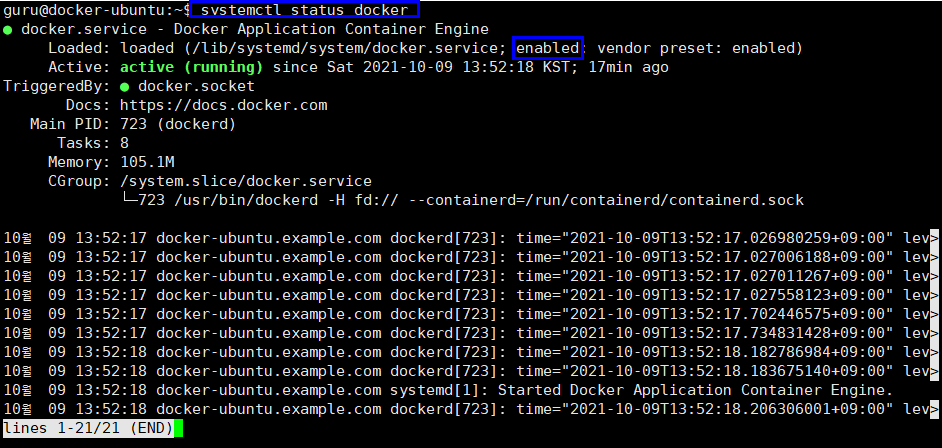 guru@docker-ubuntu:~$ systemctl status docker
● docker.service - Docker Application Container Engine
Loaded: loaded (/lib/systemd/system/docker.service; enabled; vendor preset: enabled)
Active: active (running) since Sat 2021-10-09 13:52:18 KST; 17min ago
TriggeredBy: ● docker.socket
Docs: https://docs.docker.com
Main PID: 723 (dockerd)
Tasks: 8
Memory: 105.1M
CGroup: /system.slice/docker.service
└─723 /usr/bin/dockerd -H fd:// --containerd=/run/containerd/containerd.sock
10월 09 13:52:17 docker-ubuntu.example.com dockerd[723]: time="2021-10-09T13:52:17.026980259+09:00" lev>
10월 09 13:52:17 docker-ubuntu.example.com dockerd[723]: time="2021-10-09T13:52:17.027006188+09:00" lev>
10월 09 13:52:17 docker-ubuntu.example.com dockerd[723]: time="2021-10-09T13:52:17.027011267+09:00" lev>
10월 09 13:52:17 docker-ubuntu.example.com dockerd[723]: time="2021-10-09T13:52:17.027558123+09:00" lev>
10월 09 13:52:17 docker-ubuntu.example.com dockerd[723]: time="2021-10-09T13:52:17.702446575+09:00" lev>
10월 09 13:52:17 docker-ubuntu.example.com dockerd[723]: time="2021-10-09T13:52:17.734831428+09:00" lev>
10월 09 13:52:18 docker-ubuntu.example.com dockerd[723]: time="2021-10-09T13:52:18.182786984+09:00" lev>
10월 09 13:52:18 docker-ubuntu.example.com dockerd[723]: time="2021-10-09T13:52:18.183675140+09:00" lev>
10월 09 13:52:18 docker-ubuntu.example.com systemd[1]: Started Docker Application Container Engine.
10월 09 13:52:18 docker-ubuntu.example.com dockerd[723]: time="2021-10-09T13:52:18.206306001+09:00" lev>
lines 1-21/21 (END)